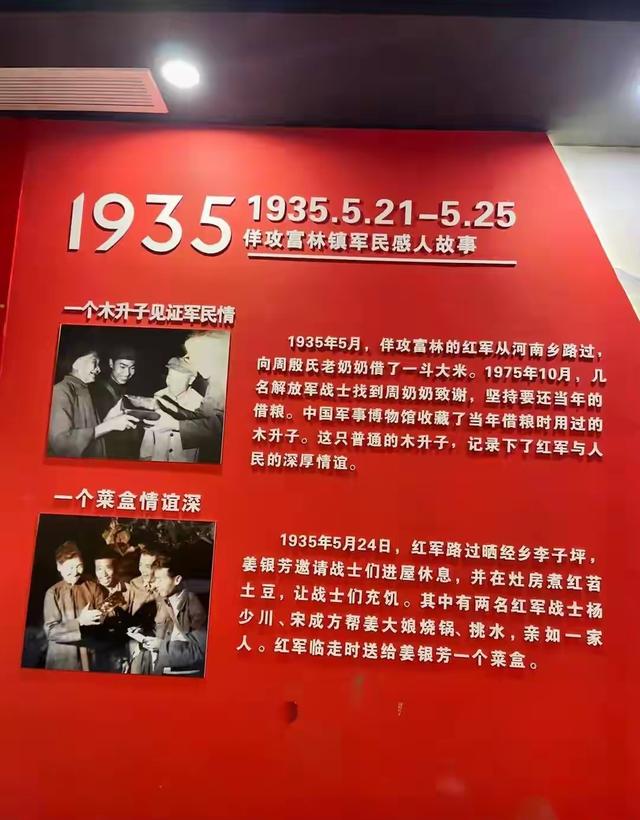 1935
1935.5.21-5.25
佯攻富林镇军民感人故事
一个木升子见证军民情
1935年5月，佯攻富林的红军从河南乡路过，
向周殷氏老奶奶借了一斗大米。1975年10月，几
名解放军战士找到周奶奶致谢，坚持要还当年的
借粮。中国军事博物馆收藏了当年借粮时用过的
木升子。这只普通的木升子，记录下了红军与人
民的深厚情谊。
一个菜盒情谊深
1935年5月24日，红军路过晒经乡李子坪，
姜银芳邀请战士们进屋休息，并在灶房煮红苕
土豆，让战士们充饥。其中有两名红军战士杨
少川、宋成方帮姜大娘烧锅、挑水，亲如一家
人。红军临走时送给姜银芳一个菜盒。